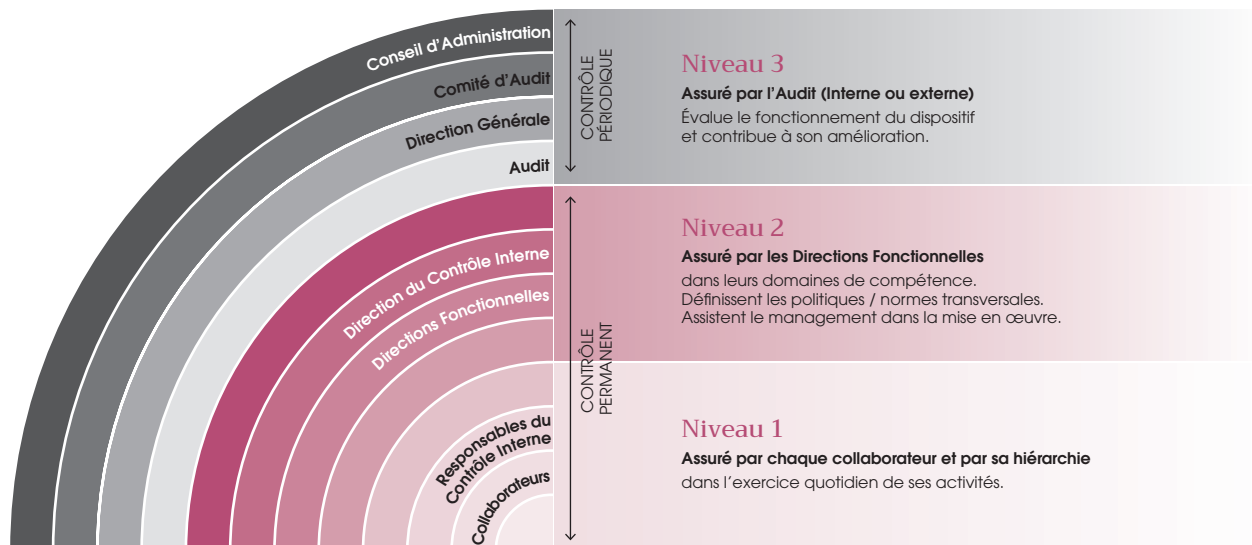 Conseil d'Administration
Comité d'Audit
Direction Générale
Audit
Direction du Contrôle Interne
Directions Fonctionnelles
Responsables du
Contrôle Interne
Collaborateurs
CONTRÔLE
PÉRIODIQUE
CONTRÔLE
PERMANENT
Niveau 3
Assuré par l'Audit (Interne ou externe)
Évalue le fonctionnement du dispositif
et contribue à son amélioration.
Niveau 2
Assuré par les Directions Fonctionnelles
dans leurs domaines de compétence.
Définissent les politiques / normes transversales.
Assistent le management dans la mise en œuvre.
Niveau 1
Assuré par chaque collaborateur et par sa hiérarchie
dans l'exercice quotidien de ses activités.